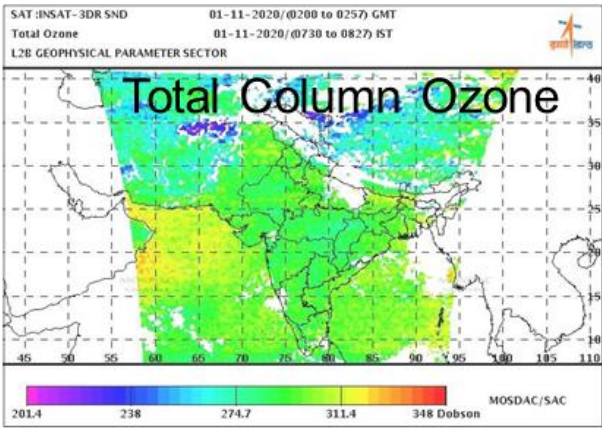 SAT :INSAT-3DR SND 01-11-2020/(0200 to 0257) GMT
Total Ozone 01-11-2020/(0730 to 0827) IST
L2B GEOPHYSICAL PARAMETER SECTOR
Total Column Ozone
40
35
30
25
20
15
10
45 50 55 60 65 70 75 80 85 90 95 100 105 110
201.4 238 274.7 311.4 348 Dobson
MOSDAC/SAC